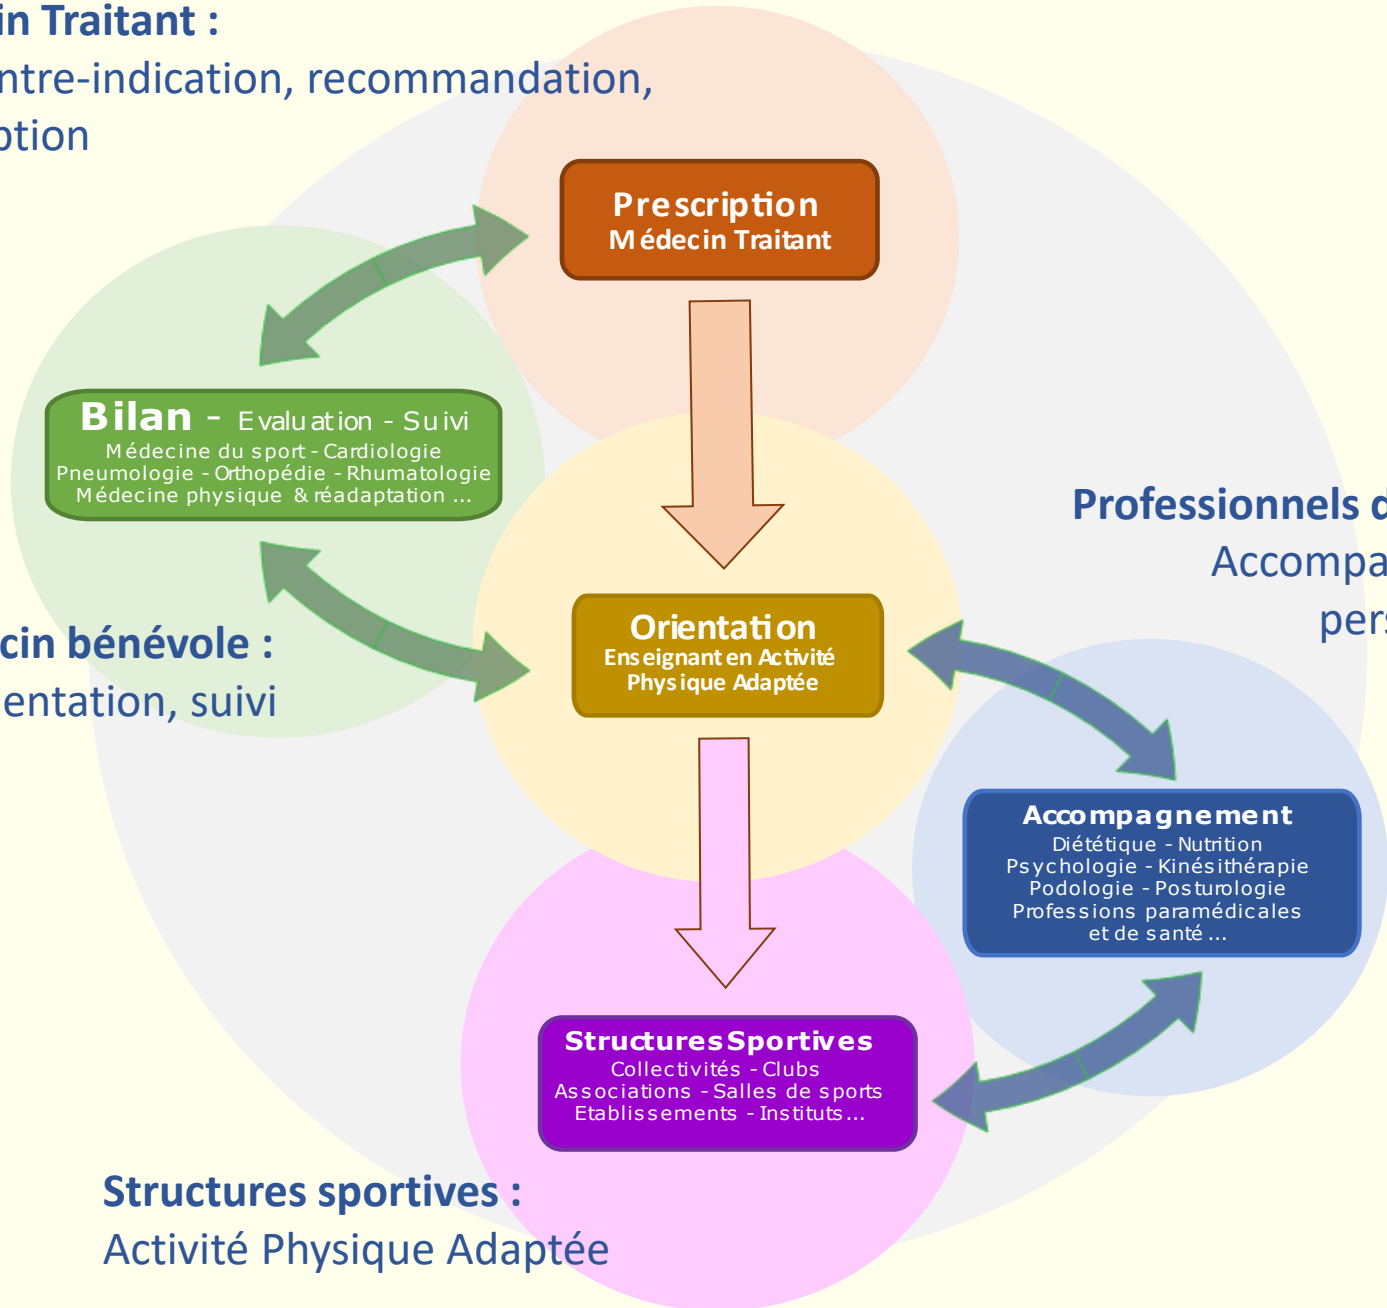 in Traitant :
ntre-indication, recommandation,
ption
Prescription
Médecin Traitant
Bilan - Evaluation - Suivi
Médecine du sport - Cardiologie
Pneumologie - Orthopédie - Rhumatologie
Médecine physique & réadaptation ...
Professionnels d
Accompa
pers
cin bénévole :
entation, suivi
Orientation
Enseignant en Activité
Physique Adaptée
Accompagnement
Diététique - Nutrition
Psychologie - Kinésithérapie
Podologie - Posturologie
Professions paramédicales
et de santé ...
Structures Sportives
Collectivités - Clubs
Associations - Salles de sports
Etablissements - Instituts...
Structures sportives :
Activité Physique Adaptée